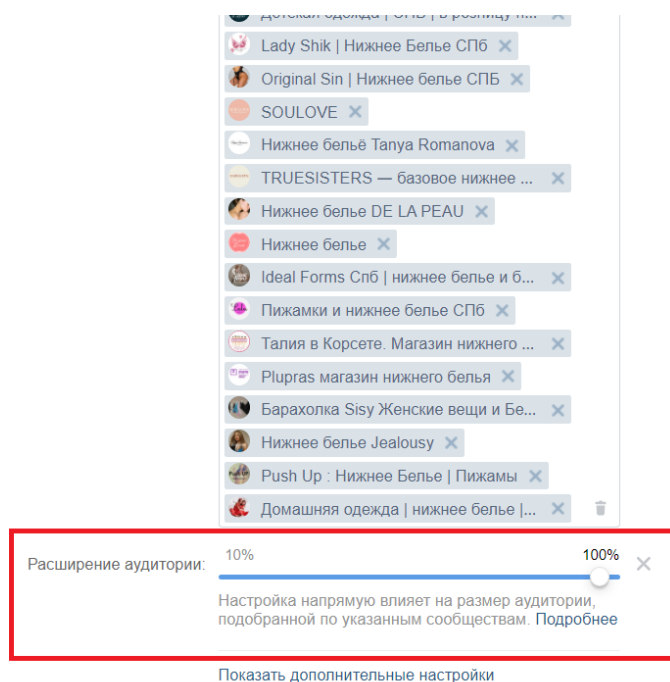 Детская одежда | СПБ | в розницу н...
Lady Shik | Нижнее Белье СПб
Original Sin | Нижнее белье СПБ
SOULOVE
Нижнее бельё Tanya Romanova
TRUESISTERS — базовое нижнее ...
Нижнее белье DE LA PEAU
Нижнее белье
Ideal Forms Спб | нижнее белье и б...
Пижамки и нижнее белье СПб
Талия в Корсете. Магазин нижнего ...
Plupras магазин нижнего белья
Барахолка Sisy Женские вещи и Бе...
Нижнее белье Jealousy
Push Up : Нижнее Белье | Пижамы
Домашняя одежда | нижнее белье |...
Расширение аудитории:
10% 100%
Настройка напрямую влияет на размер аудитории,
подобранной по указанным сообществам. Подробнее
Показать дополнительные настройки